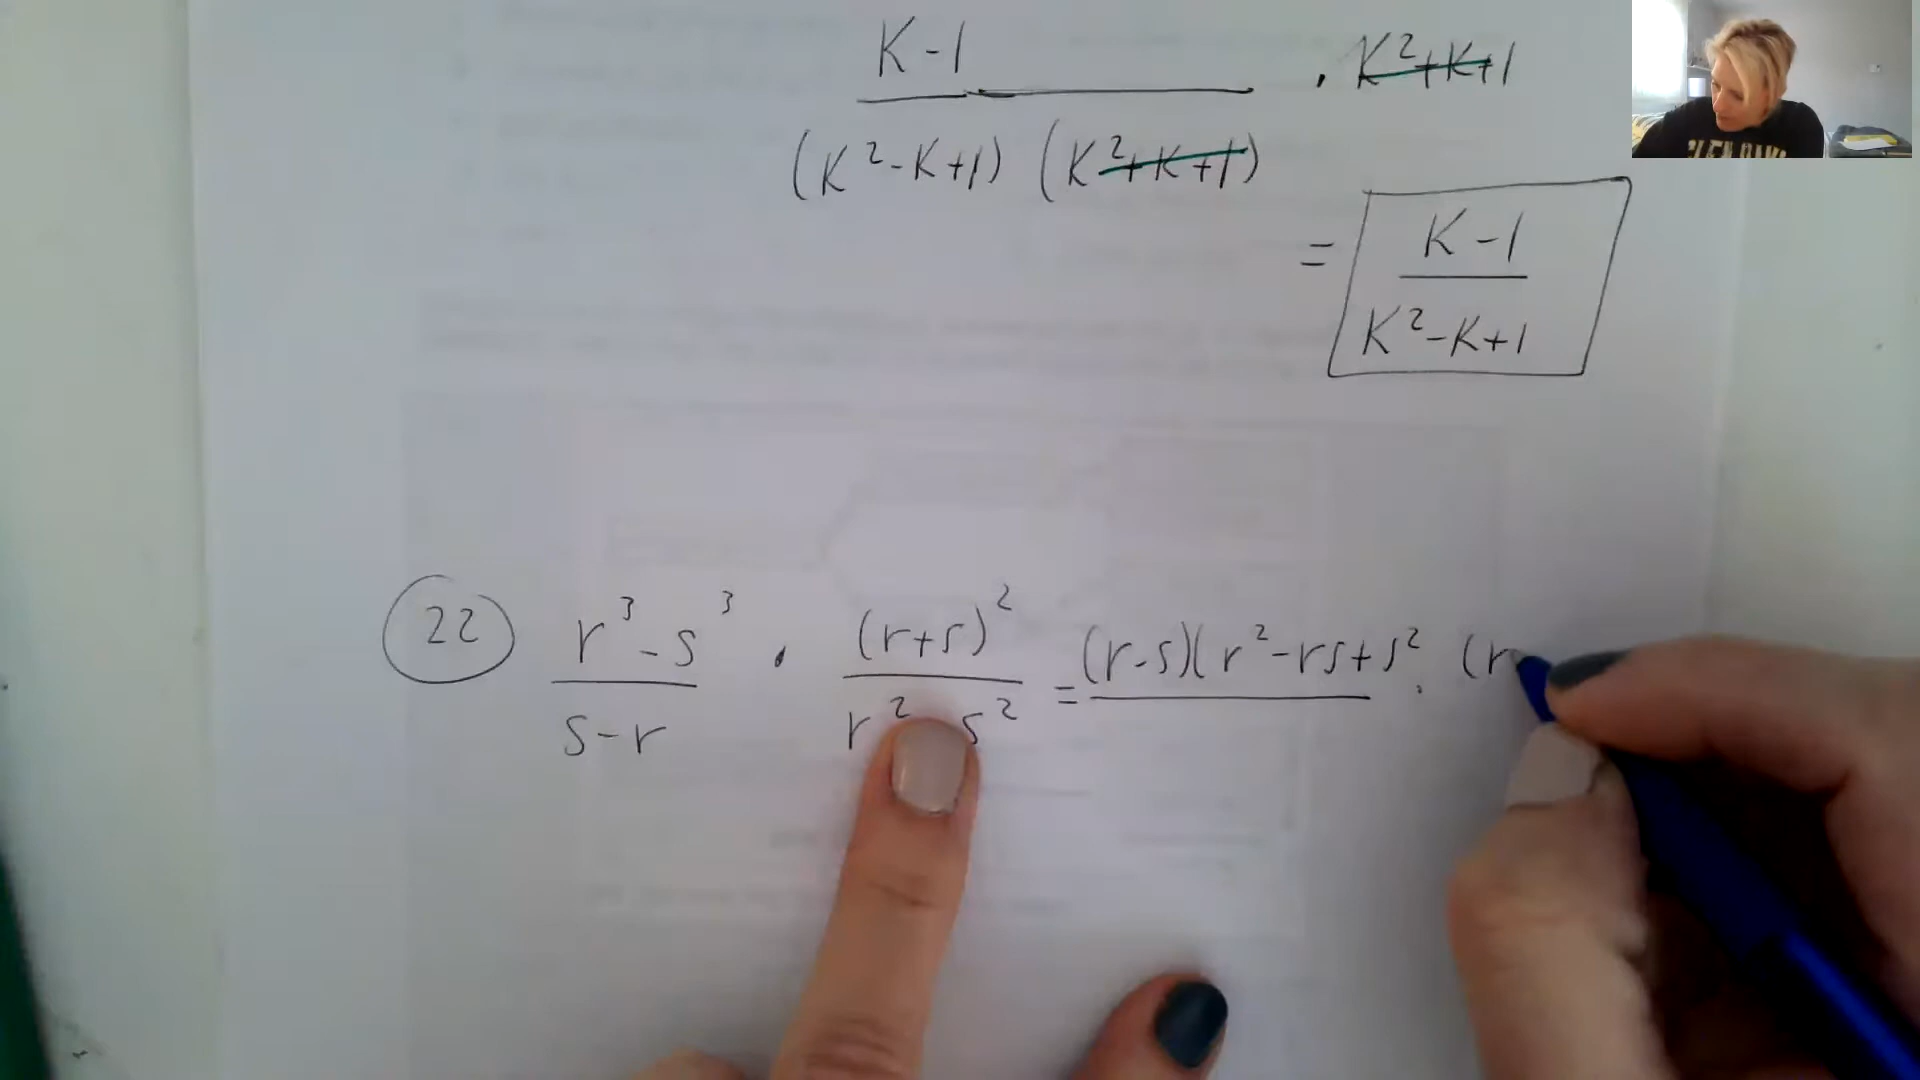 K-1
. K²+K+1
(K²-K+1) (K²+K+1)
= K-1
K²-K+1
22 r³-s³ . (r+s)² = (r-s)(r²-rs+s² . (r
s-r r² s²